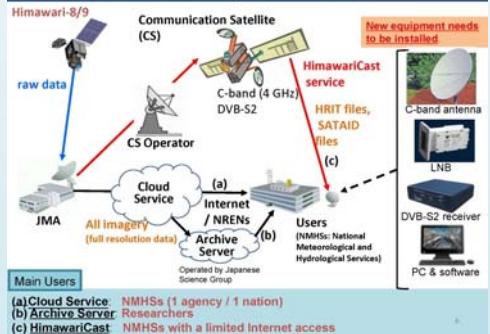 Himawari-8/9
Communication Satellite
(CS)
New equipment needs
to be installed.
raw data
HimawariCast
service
C-band (4 GHz)
DVB-S2
HRIT files,
SATAID
files
C-band antenna
CS Operator
(c)
LNB
Cloud
Service
(a)
Internet
/ NRENs
JMA
Users
(NMHSs: National
Meteorological and
Hydrological Services)
DVB-S2 receiver
All imagery
(full resolution data)
Archive
Server
(b)
Operated by Japanese
Science Group
PC & software
Main Users
(a) Cloud Service: NMHSs (1 agency / 1 nation)
(b) Archive Server: Researchers
(c) HimawariCast: NMHSs with a limited Internet access